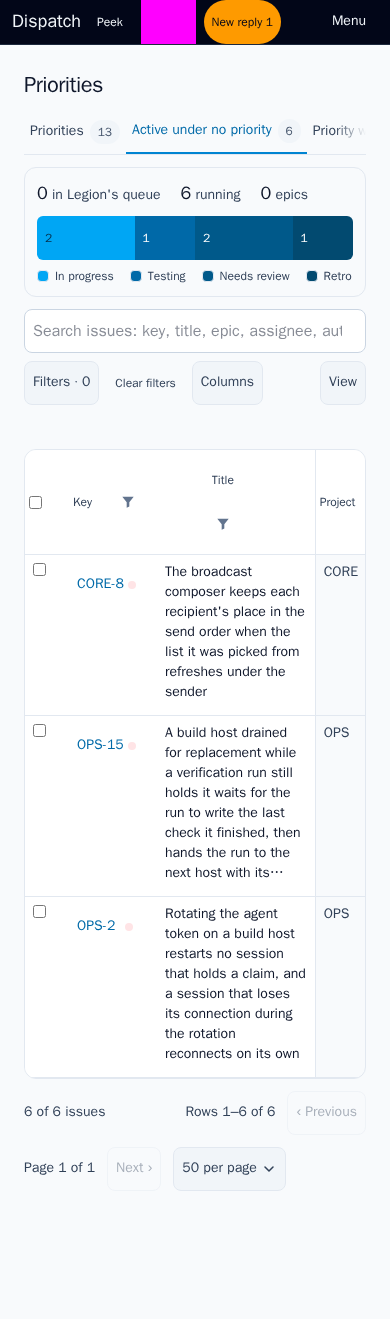 Dispatch Peek New reply 1 Menu
Priorities
Priorities 13 Active under no priority 6 Priority
0 in Legion's queue 6 running 0 epics
2 1 2 1
In progress Testing Needs review Retro
Search issues: key, title, epic, assignee, aut
Filters · 0 Clear filters Columns View
Title
Key Project
CORE-8 The broadcast CORE
composer keeps each
recipient's place in the
send order when the
list it was picked from
refreshes under the
sender
OPS-15 A build host drained OPS
for replacement while
a verification run still
holds it waits for the
run to write the last
check it finished, then
hands the run to the
next host with its…
OPS-2 Rotating the agent OPS
token on a build host
restarts no session
that holds a claim, and
a session that loses
its connection during
the rotation
reconnects on its own
6 of 6 issues Rows 1–6 of 6 ‹ Previous
Page 1 of 1 Next › 50 per page